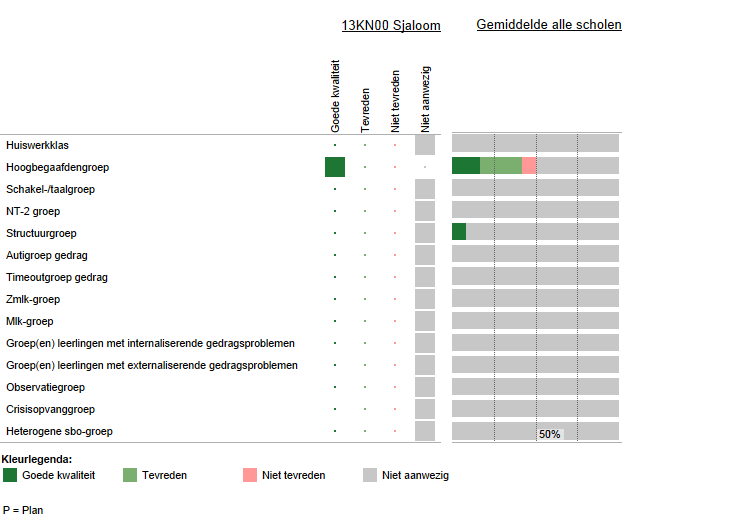 13KN00 Sjaloom
Gemiddelde alle scholen
Goede kwaliteit
Tevreden
Niet tevreden
Niet aanwezig
Huiswerkklas
Hoogbegaafdengroep
Schakel-/taalgroep
NT-2 groep
Structuurgroep
Autigroep gedrag
Timeoutgroep gedrag
Zmlk-groep
Mlk-groep
Groep(en) leerlingen met internaliserende gedragsproblemen
Groep(en) leerlingen met externaliserende gedragsproblemen
Observatiegroep
Crisisopvanggroep
Heterogene sbo-groep
50%
Kleurlegenda:
Goede kwaliteit Tevreden Niet tevreden Niet aanwezig
P = Plan